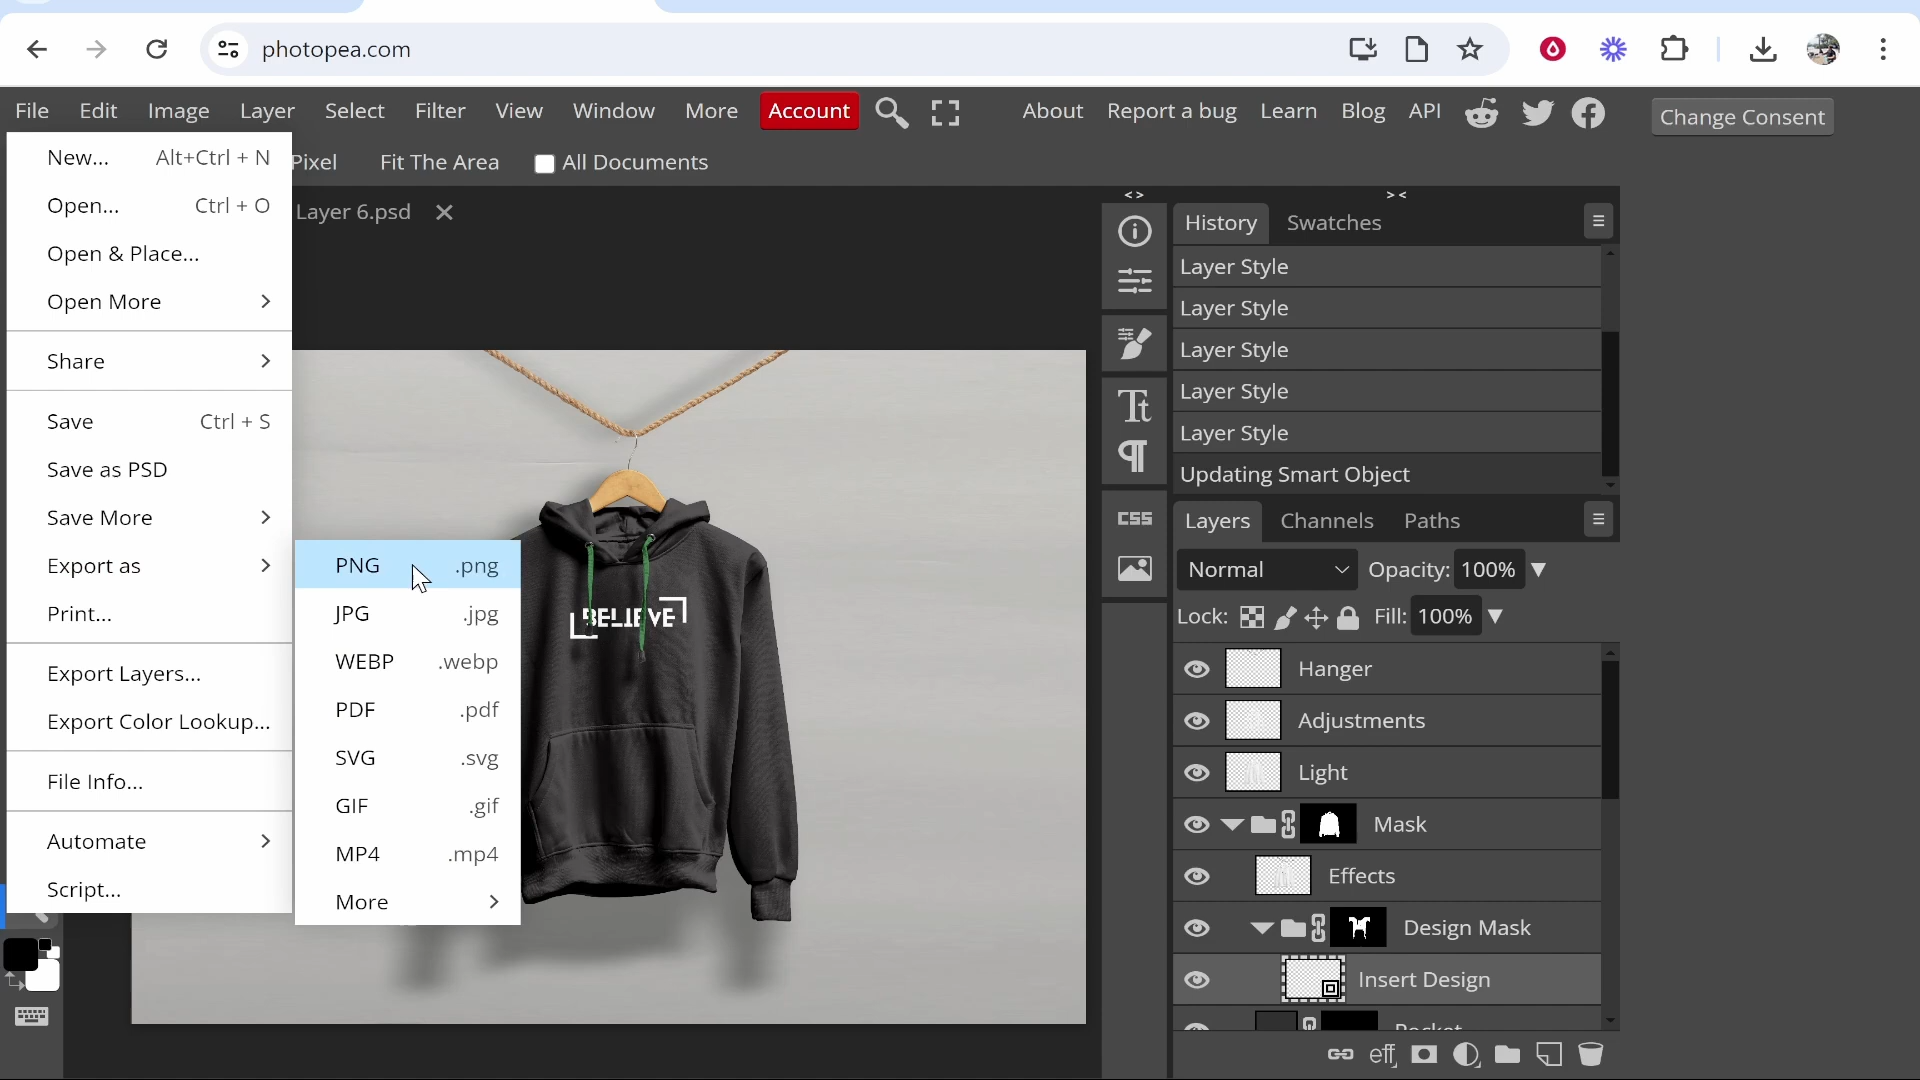 photopea.com
File Edit Image Layer Select Filter View Window More Account About Report a bug Learn Blog API Change Consent
Pixel Fit The Area All Documents
New... Alt+Ctrl + N
Open... Ctrl + O
Open & Place...
Open More
Share
Save Ctrl + S
Save as PSD
Save More
Export as
Print...
Export Layers...
Export Color Lookup...
File Info...
Automate
Script...
PNG .png
JPG .jpg
WEBP .webp
PDF .pdf
SVG .svg
GIF .gif
MP4 .mp4
More
Layer 6.psd
BELIEVE
< >
> <
Tt
CSS
History Swatches
Layer Style
Layer Style
Layer Style
Layer Style
Layer Style
Updating Smart Object
Layers Channels Paths
Normal Opacity: 100%
Lock: Fill: 100%
Hanger
Adjustments
Light
Mask
Effects
Design Mask
Insert Design
Pocket
eff